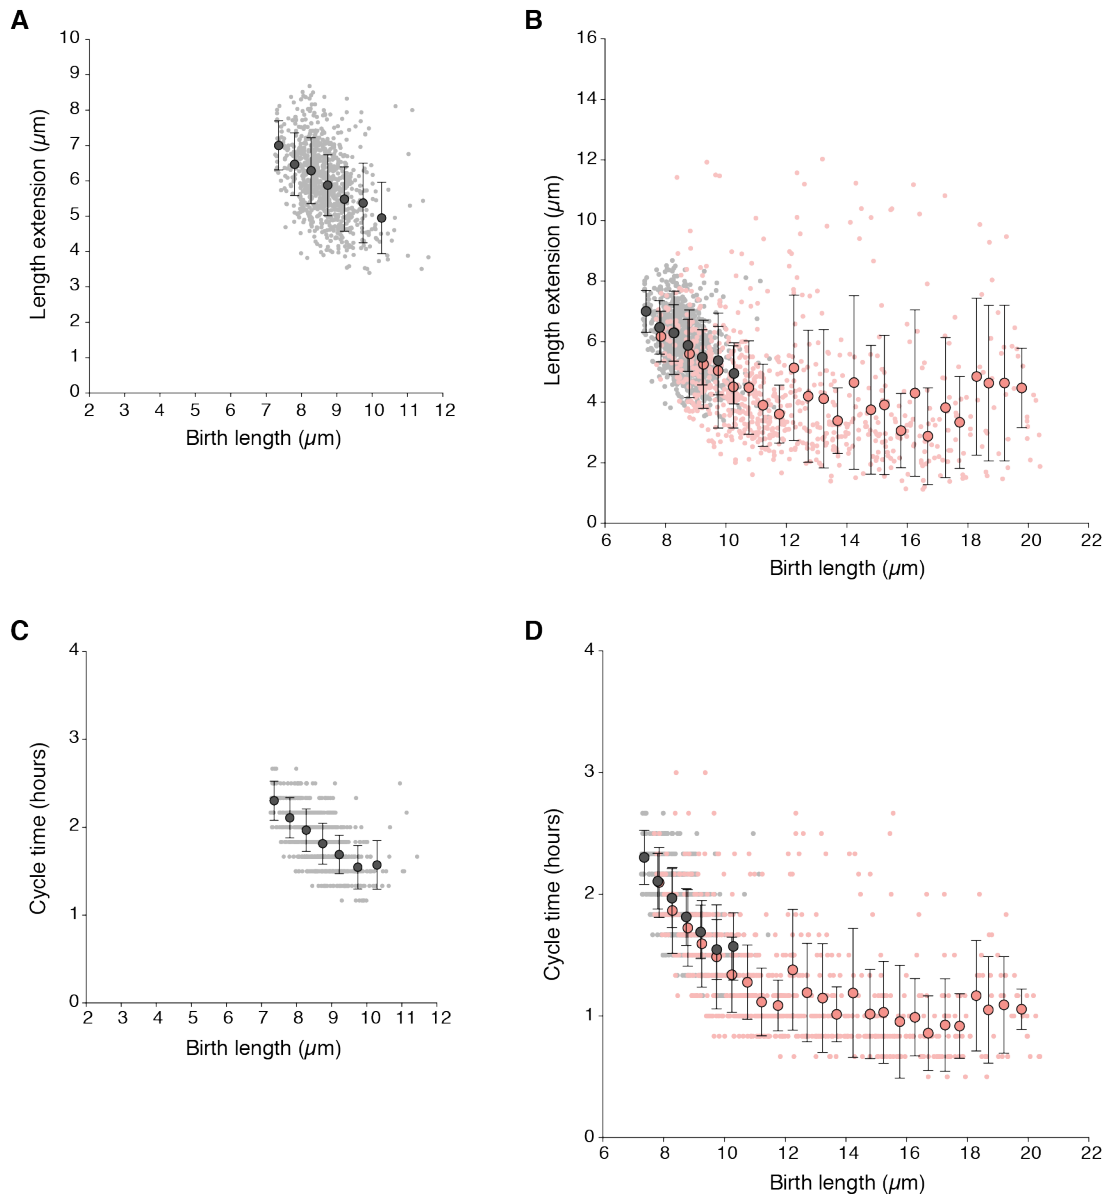 A
10
9
8
7
6
5
4
3
2
1
0
2 3 4 5 6 7 8 9 10 11 12
Length extension (µm)
Birth length (µm)
B
16
14
12
10
8
6
4
2
0
6 8 10 12 14 16 18 20 22
Length extension (µm)
Birth length (µm)
C
4
3
2
1
0
2 3 4 5 6 7 8 9 10 11 12
Cycle time (hours)
Birth length (µm)
D
4
3
2
1
0
6 8 10 12 14 16 18 20 22
Cycle time (hours)
Birth length (µm)